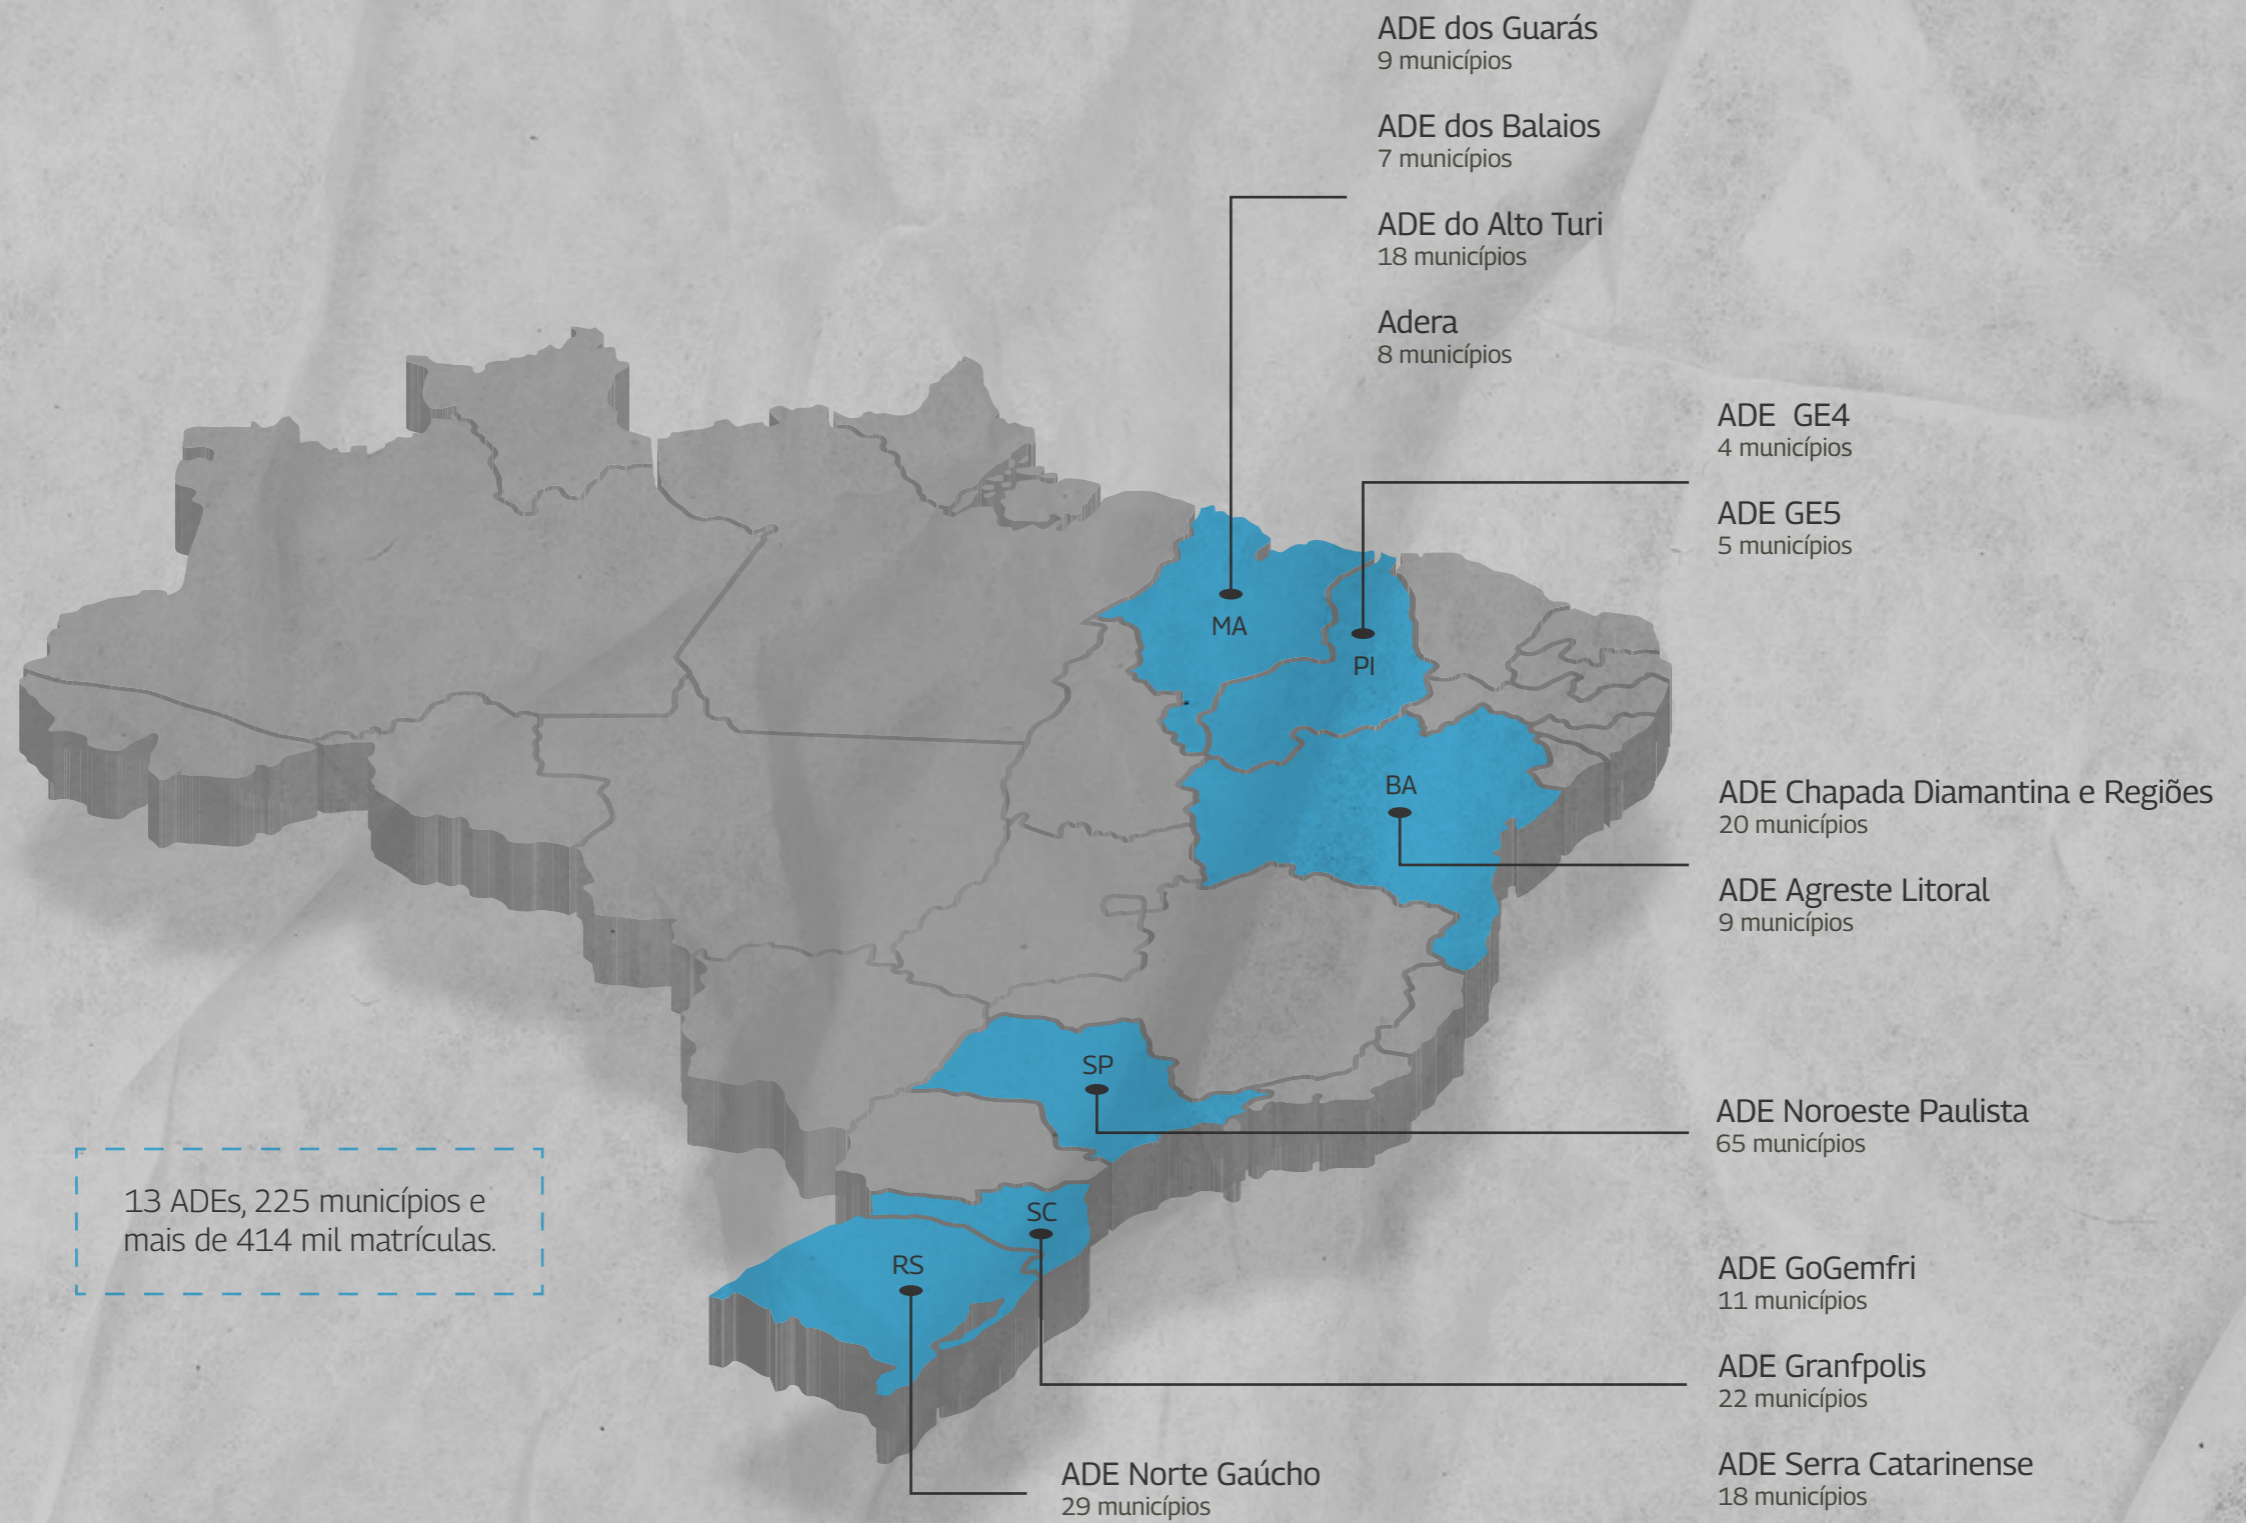 ADE dos Guarás
9 municípios
ADE dos Balaios
7 municípios
ADE do Alto Turi
18 municípios
Adera
8 municípios
ADE  GE4
4 municípios
ADE GE5
5 municípios
MA
PI
BA
ADE Chapada Diamantina e Regiões
20 municípios
ADE Agreste Litoral
9 municípios
SP
ADE Noroeste Paulista
65 municípios
13 ADEs, 225 municípios e
mais de 414 mil matrículas.
SC
RS
ADE GoGemfri
11 municípios
ADE Granfpolis
22 municípios
ADE Serra Catarinense
18 municípios
ADE Norte Gaúcho
29 municípios